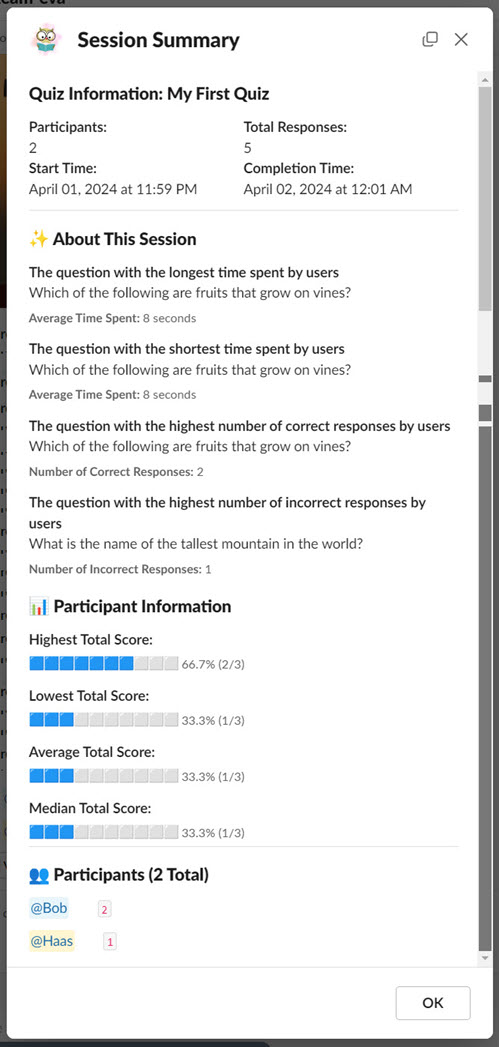 Session Summary
Quiz Information: My First Quiz
Participants:
2
Total Responses:
5
Start Time:
April 01, 2024 at 11:59 PM
Completion Time:
April 02, 2024 at 12:01 AM
✨ About This Session
The question with the longest time spent by users
Which of the following are fruits that grow on vines?
Average Time Spent: 8 seconds
The question with the shortest time spent by users
Which of the following are fruits that grow on vines?
Average Time Spent: 8 seconds
The question with the highest number of correct responses by users
Which of the following are fruits that grow on vines?
Number of Correct Responses: 2
The question with the highest number of incorrect responses by
users
What is the name of the tallest mountain in the world?
Number of Incorrect Responses: 1
📊 Participant Information
Highest Total Score:
66.7% (2/3)
Lowest Total Score:
33.3% (1/3)
Average Total Score:
33.3% (1/3)
Median Total Score:
33.3% (1/3)
👥 Participants (2 Total)
@Bob 2
@Haas 1
OK